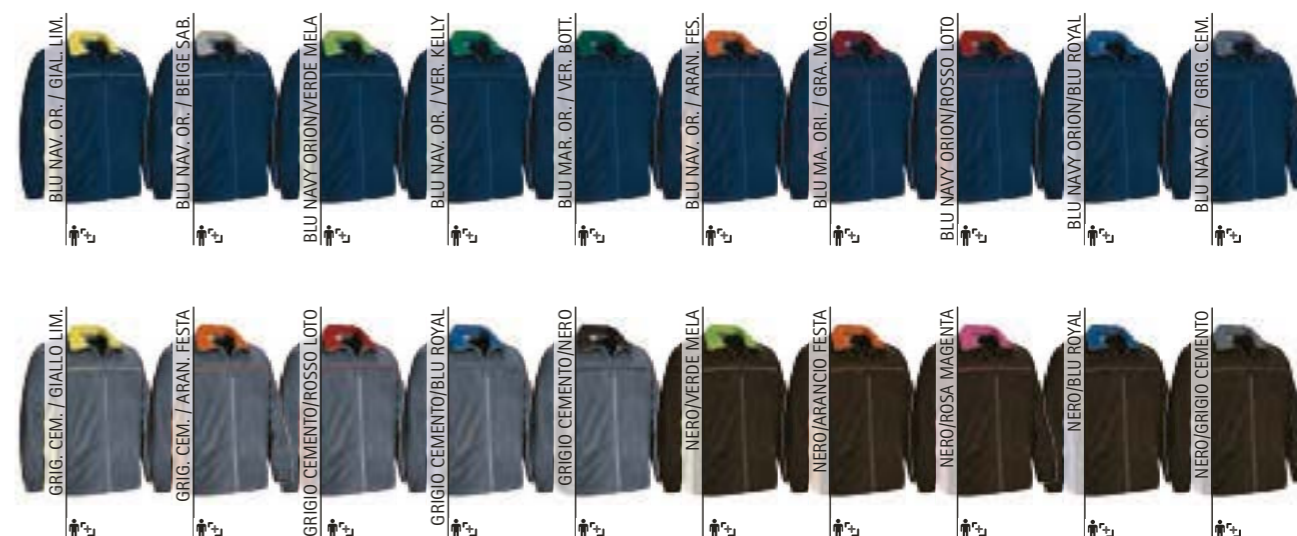 BLU NAV. OR. / GIAL. LIM.
BLU NAV. OR. / BEIGE SAB.
BLU NAVY ORION/VERDE MELA
BLU NAV. OR. / VER. KELLY
BLU MAR. OR. / VER. BOTT.
BLU NAV. OR. / ARAN. FES.
BLU MA. ORI. / GRA. MOG.
BLU NAVY ORION/ROSSO LOTO
BLU NAVY ORION/BLU ROYAL
BLU NAV. OR. / GRIG. CEM.
GRIG. CEM. / GIALLO LIM.
GRIG. CEM. / ARAN. FESTA
GRIGIO CEMENTO/ROSSO LOTO
GRIGIO CEMENTO/BLU ROYAL
GRIGIO CEMENTO/NERO
NERO/VERDE MELA
NERO/ARANCIO FESTA
NERO/ROSA MAGENTA
NERO/BLU ROYAL
NERO/GRIGIO CEMENTO